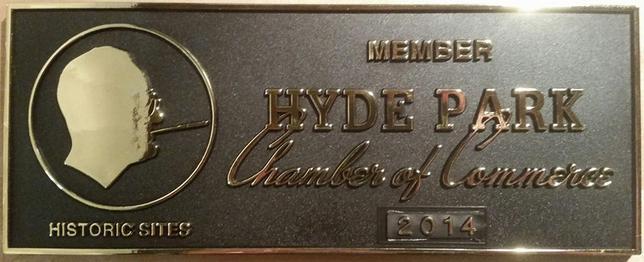 MEMBER
HYDE PARK
Chamber of Commerce
2014
HISTORIC SITES